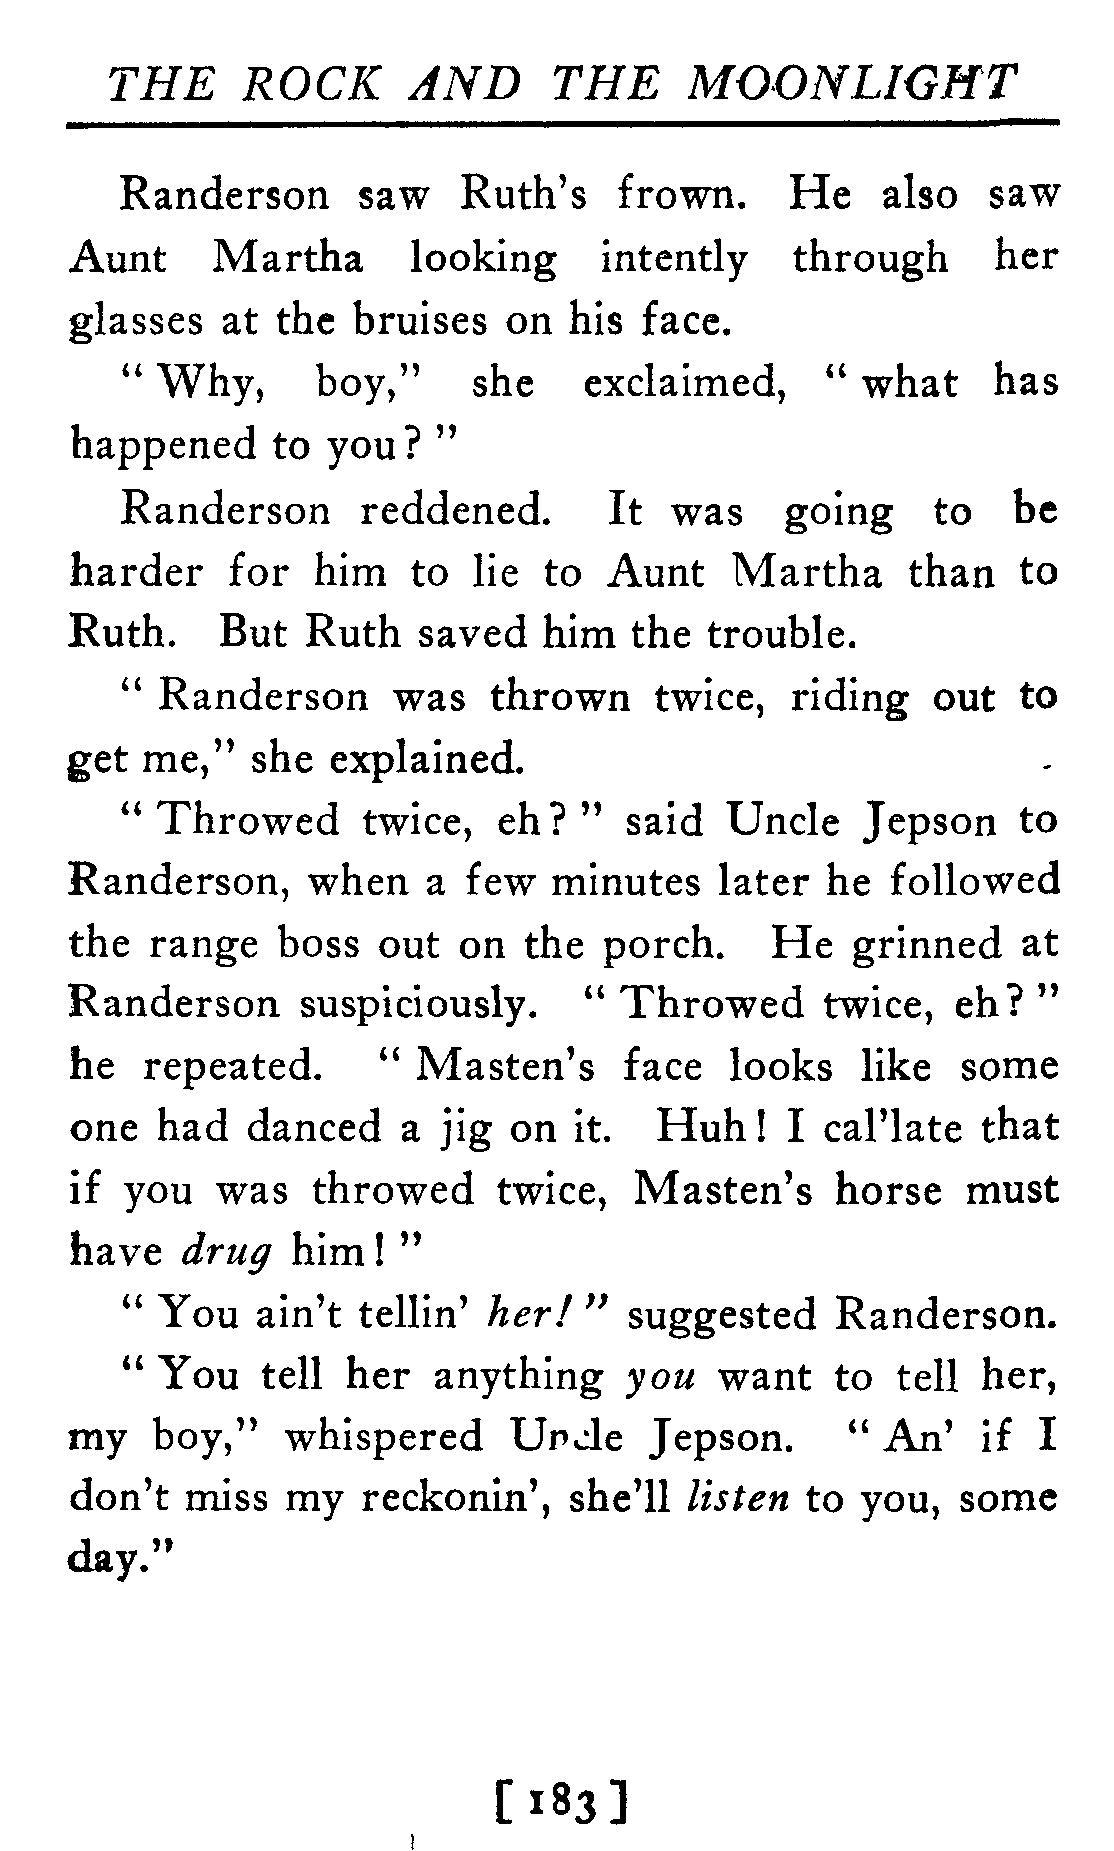 THE ROCK AND THE MOONLIGHT
Randerson saw Ruth's frown. He also saw
Aunt Martha looking intently through her
glasses at the bruises on his face.
" Why, boy," she exclaimed, " what has
happened to you? "
Randerson reddened. It was going to be
harder for him to lie to Aunt Martha than to
Ruth. But Ruth saved him the trouble.
" Randerson was thrown twice, riding out to
get me," she explained.
" Throwed twice, eh? " said Uncle Jepson to
Randerson, when a few minutes later he followed
the range boss out on the porch. He grinned at
Randerson suspiciously. " Throwed twice, eh? "
he repeated. " Masten's face looks like some
one had danced a jig on it. Huh! I cal'late that
if you was throwed twice, Masten's horse must
have drug him! "
" You ain't tellin' her! " suggested Randerson.
" You tell her anything you want to tell her,
my boy," whispered Uncle Jepson. " An' if I
don't miss my reckonin', she'll listen to you, some
day."
[ 183 ]